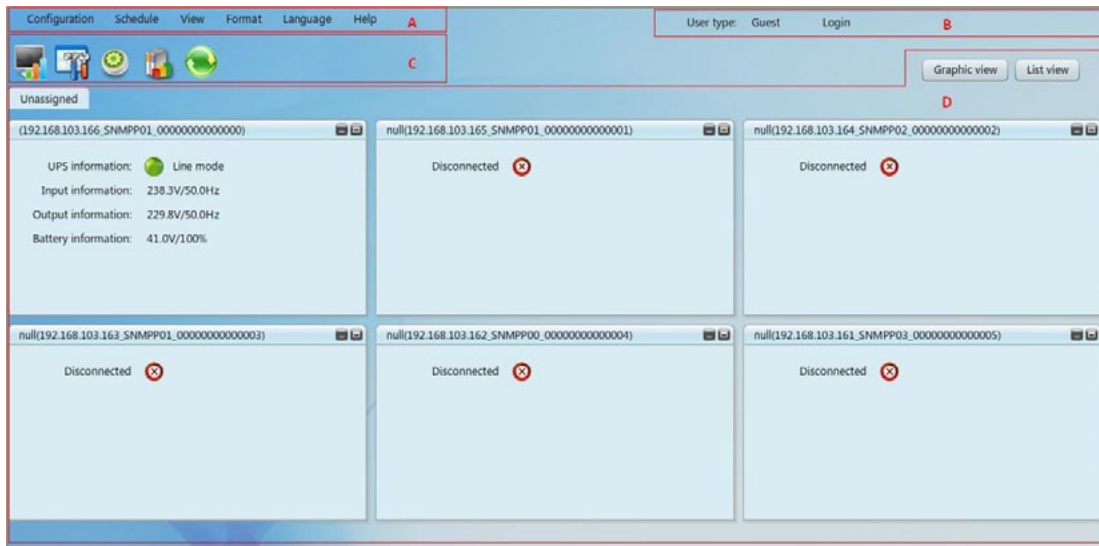 Configuration Schedule View Format Language Help A
User type: Guest Login B
C
Graphic view List view
Unassigned
D
(192.168.103.166_SNMPP01_00000000000000)
null(192.168.103.165_SNMPP01_00000000000001)
null(192.168.103.164_SNMPP02_00000000000002)
UPS information: Line mode
Input information: 238.3V/50.0Hz
Output information: 229.8V/50.0Hz
Battery information: 41.0V/100%
Disconnected
Disconnected
null(192.168.103.163_SNMPP01_00000000000003)
null(192.168.103.162_SNMPP00_00000000000004)
null(192.168.103.161_SNMPP03_00000000000005)
Disconnected
Disconnected
Disconnected